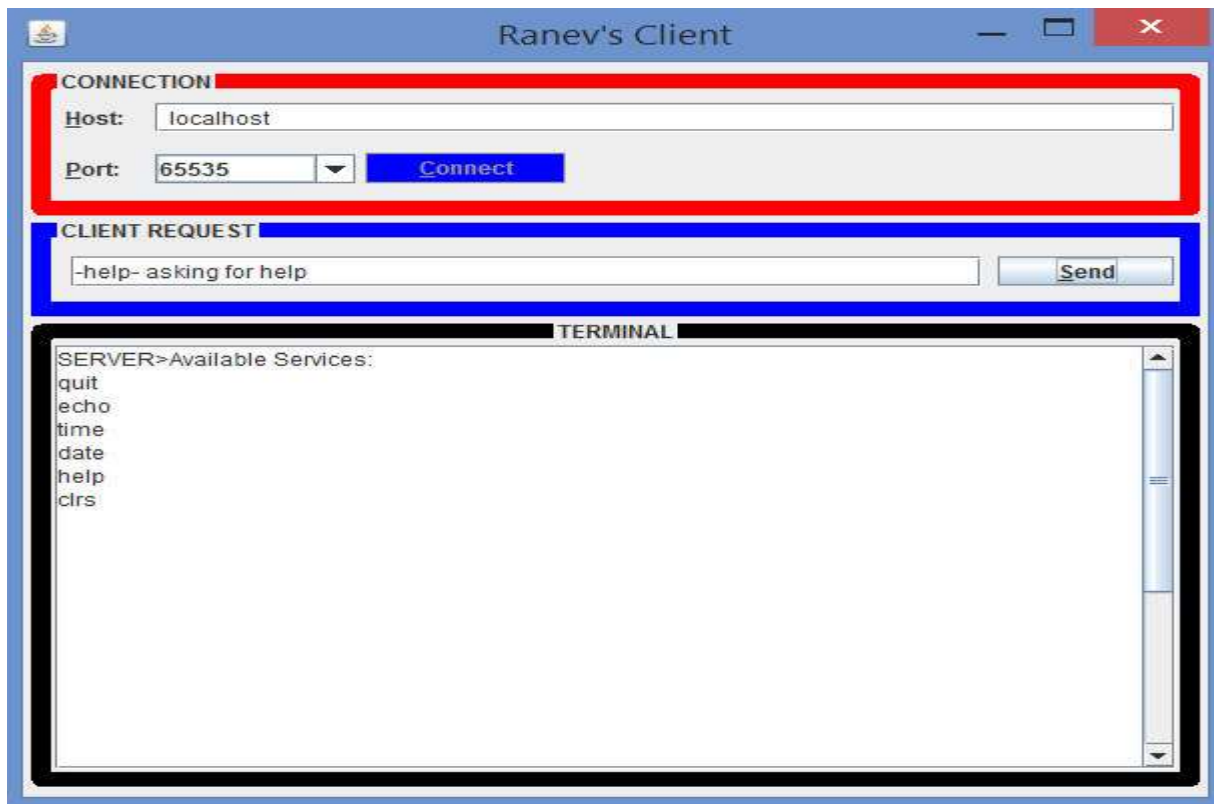 Ranev's Client
CONNECTION
Host: localhost
Port: 65535 Connect
CLIENT REQUEST
-help- asking for help Send
TERMINAL
SERVER>Available Services:
quit
echo
time
date
help
clrs